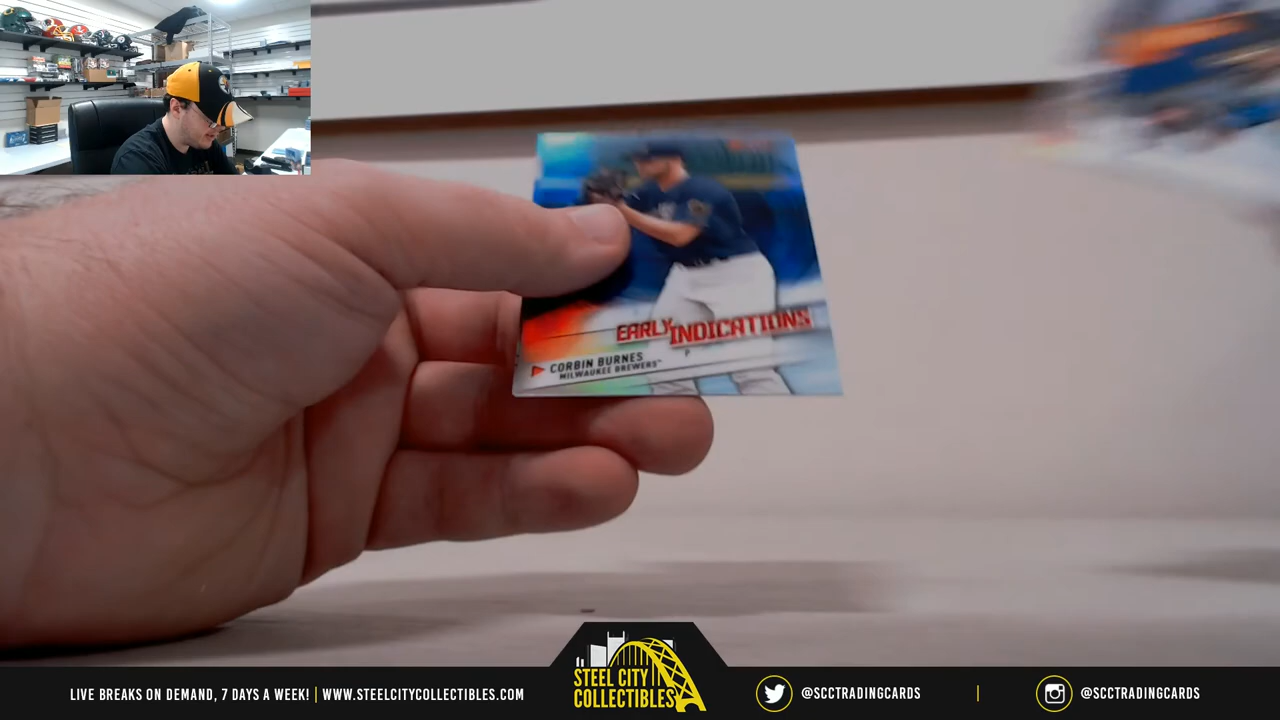 EARLY INDICATIONS
P
CORBIN BURNES
MILWAUKEE BREWERS™
LIVE BREAKS ON DEMAND, 7 DAYS A WEEK! | WWW.STEELCITYCOLLECTIBLES.COM
STEEL CITY
COLLECTIBLES
@SCCTRADINGCARDS
@SCCTRADINGCARDS